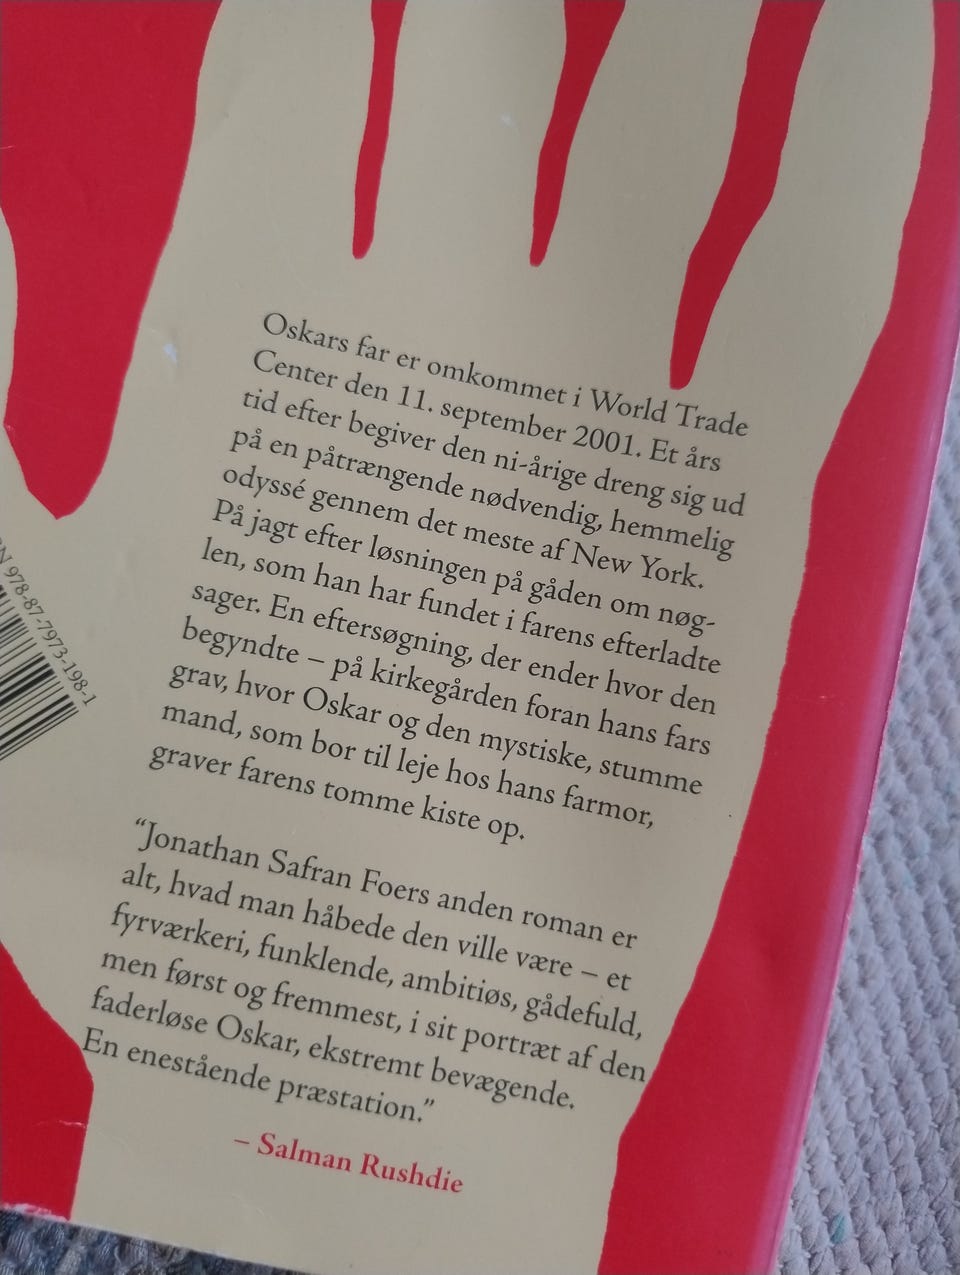 Oskars far er omkommet i World Trade
Center den 11. september 2001. Et års
tid efter begiver den ni-årige dreng sig ud
på en påtrængende nødvendig, hemmelig
odyssé gennem det meste af New York.
På jagt efter løsningen på gåden om nøg-
len, som han har fundet i farens efterladte
sager. En eftersøgning, der ender hvor den
begyndte – på kirkegården foran hans fars
grav, hvor Oskar og den mystiske, stumme
mand, som bor til leje hos hans farmor,
graver farens tomme kiste op.
“Jonathan Safran Foers anden roman er
alt, hvad man håbede den ville være – et
fyrværkeri, funklende, ambitiøs, gådefuld,
men først og fremmest, i sit portræt af den
faderløse Oskar, ekstremt bevægende.
En enestående præstation.”
– Salman Rushdie
978-87-7973-198-1